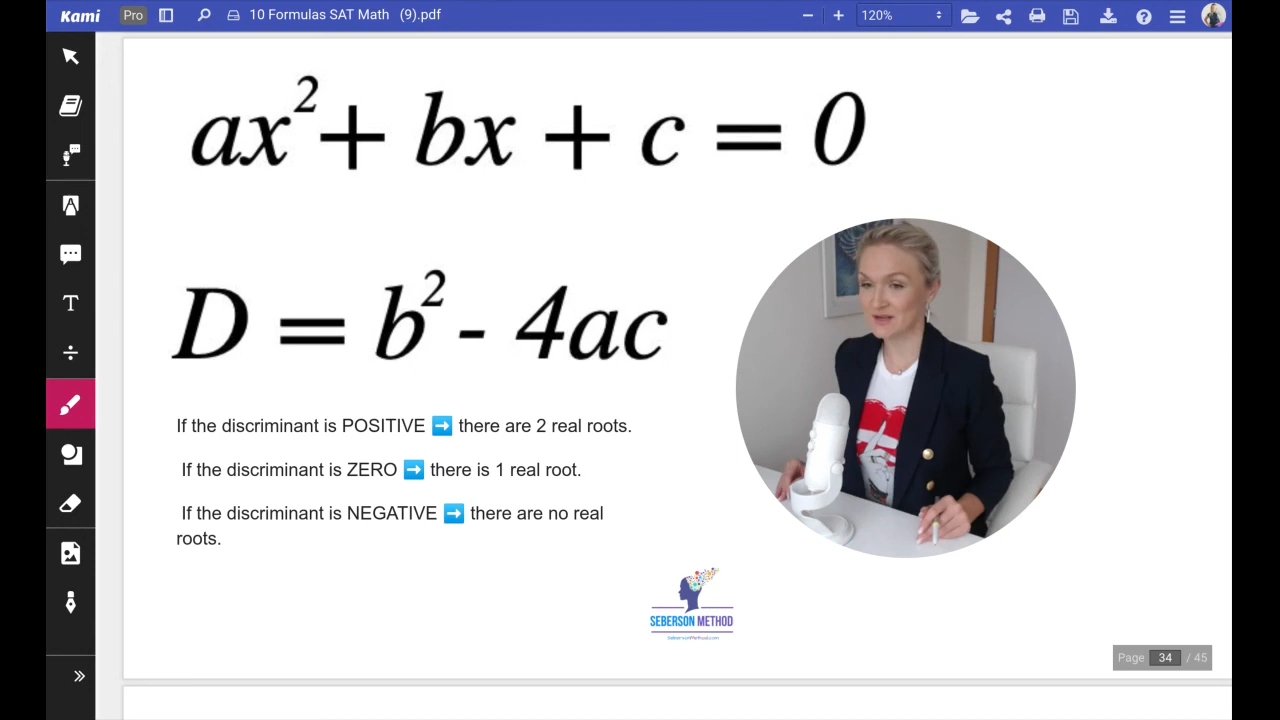 Kami Pro 10 Formulas SAT Math (9).pdf 120%
ax² + bx + c = 0
D = b² - 4ac
If the discriminant is POSITIVE ➡ there are 2 real roots.
If the discriminant is ZERO ➡ there is 1 real root.
If the discriminant is NEGATIVE ➡ there are no real
roots.
SEBERSON METHOD
SebersonMethod.com
Page 34 / 45